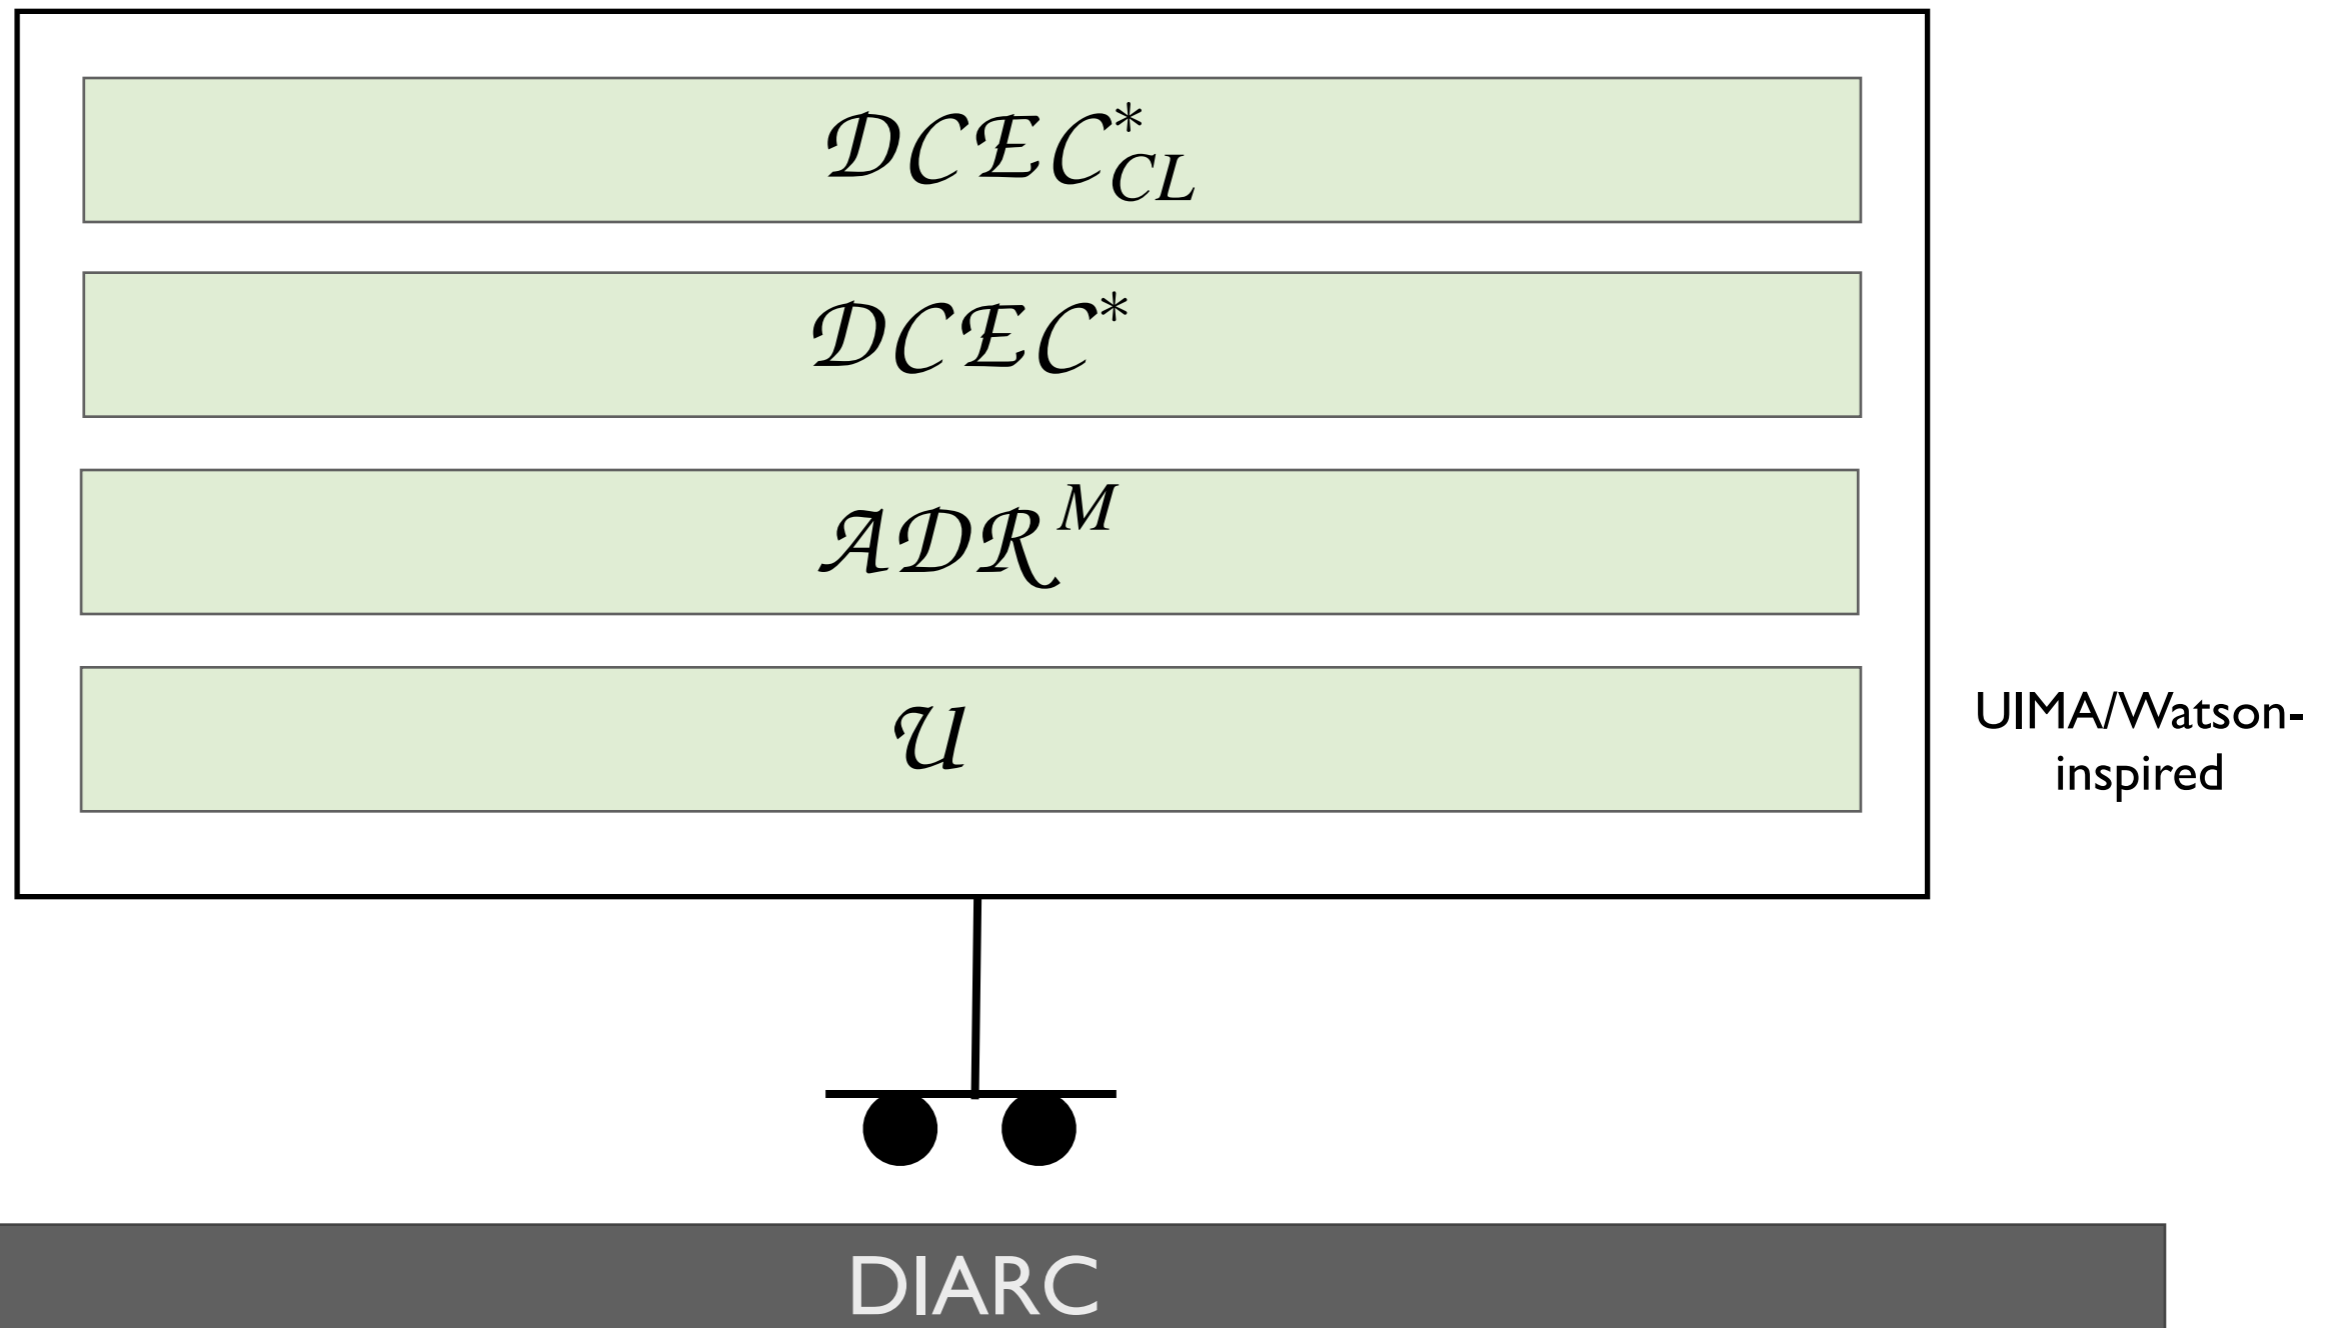 𝒟𝒞ℰ𝒞*CL
𝒟𝒞ℰ𝒞*
𝒜𝒟ℛM
𝒰
UIMA/Watson-
inspired
DIARC